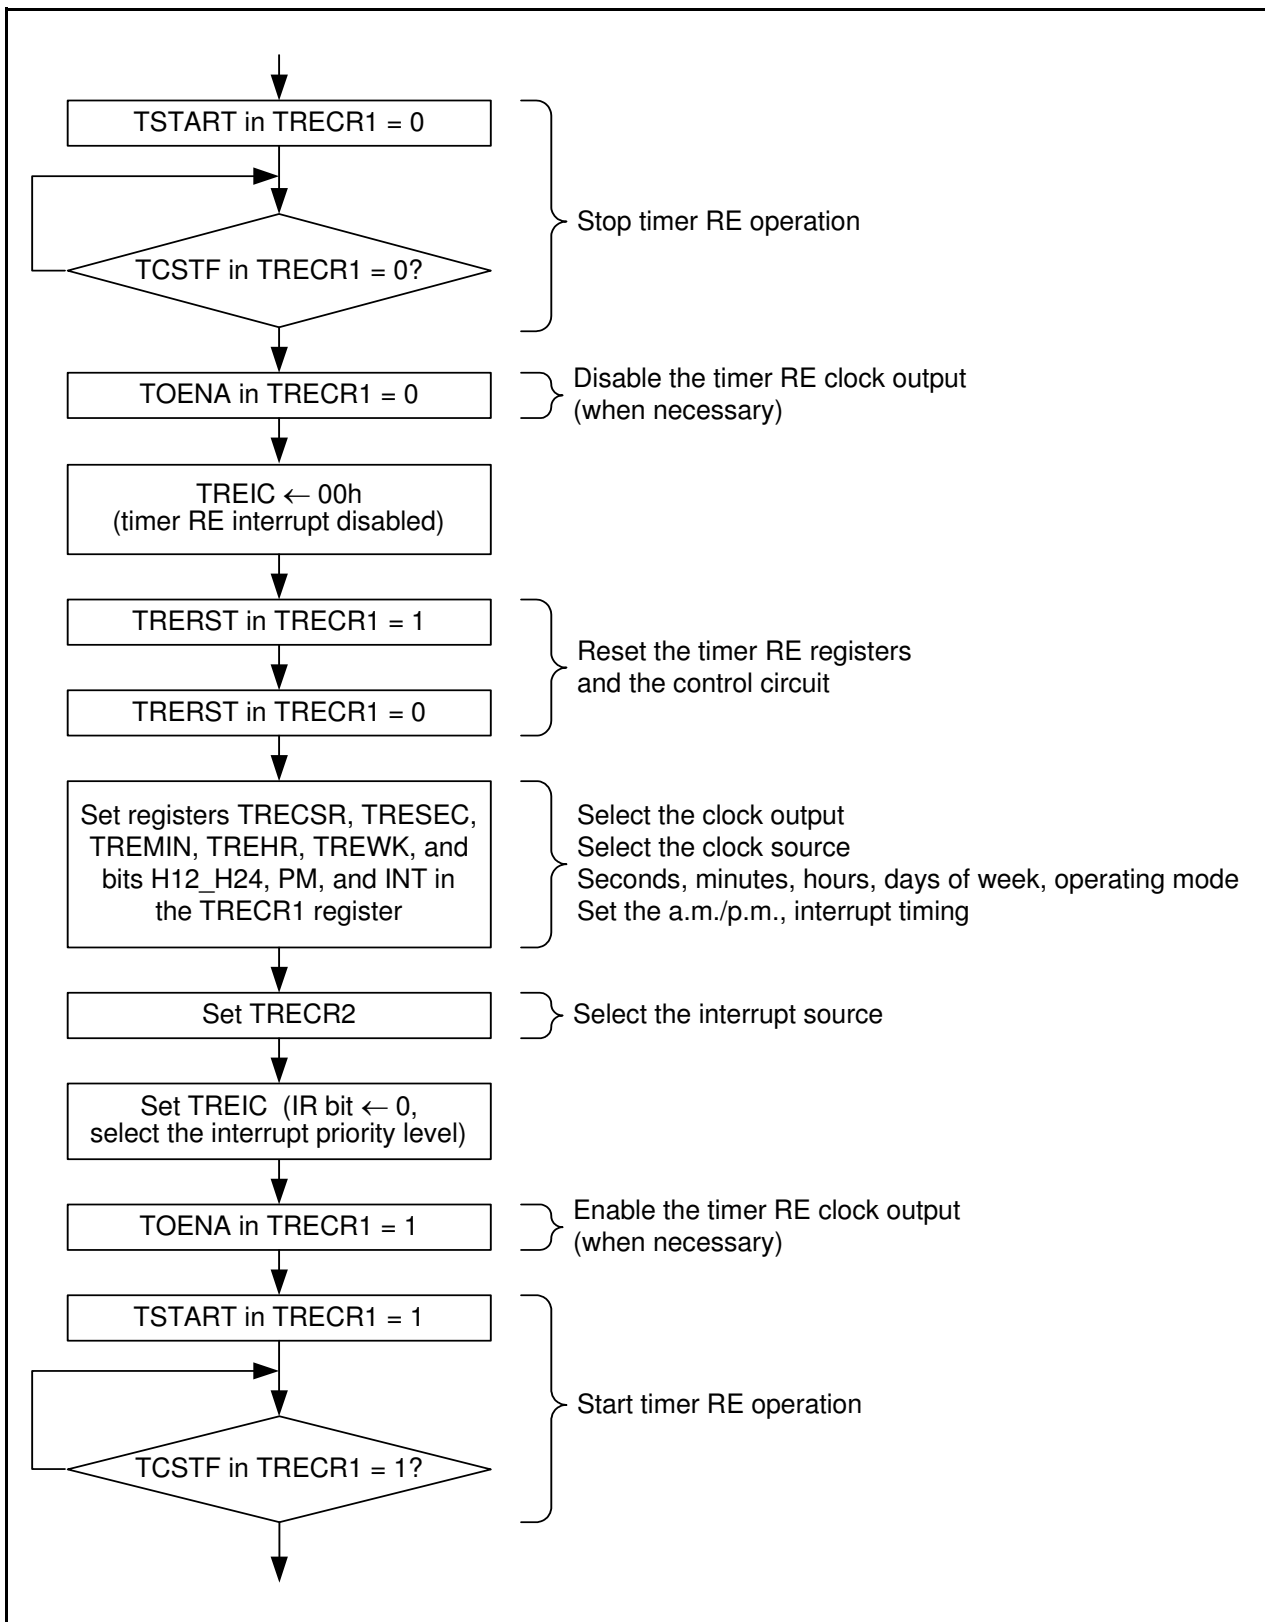 TSTART in TRECR1 = 0
TCSTF in TRECR1 = 0?
Stop timer RE operation
TOENA in TRECR1 = 0
Disable the timer RE clock output
(when necessary)
TREIC ← 00h
(timer RE interrupt disabled)
TRERST in TRECR1 = 1
TRERST in TRECR1 = 0
Reset the timer RE registers
and the control circuit
Set registers TRECSR, TRESEC,
TREMIN, TREHR, TREWK, and
bits H12_H24, PM, and INT in
the TRECR1 register
Select the clock output
Select the clock source
Seconds, minutes, hours, days of week, operating mode
Set the a.m./p.m., interrupt timing
Set TRECR2
Select the interrupt source
Set TREIC (IR bit ← 0,
select the interrupt priority level)
TOENA in TRECR1 = 1
Enable the timer RE clock output
(when necessary)
TSTART in TRECR1 = 1
TCSTF in TRECR1 = 1?
Start timer RE operation